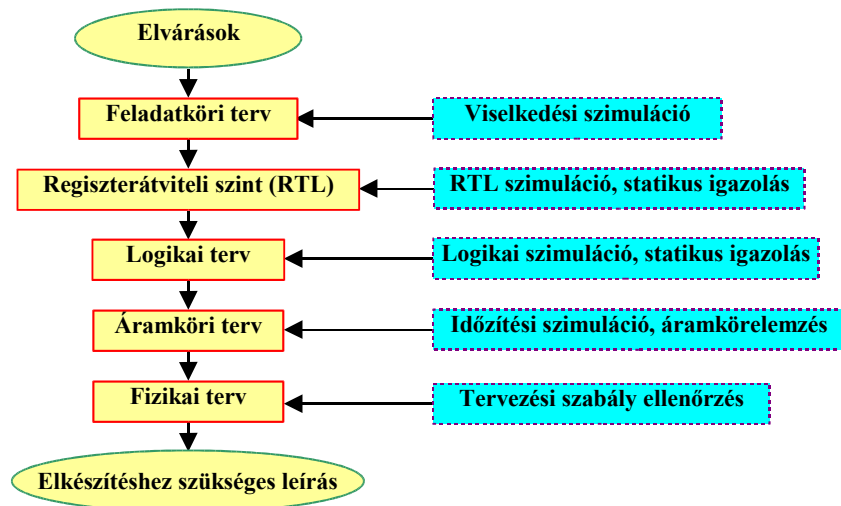 Elvárások
Feladatköri terv
Viselkedési szimuláció
Regiszterátviteli szint (RTL)
RTL szimuláció, statikus igazolás
Logikai terv
Logikai szimuláció, statikus igazolás
Áramköri terv
Időzítési szimuláció, áramkörelemzés
Fizikai terv
Tervezési szabály ellenőrzés
Elkészítéshez szükséges leírás